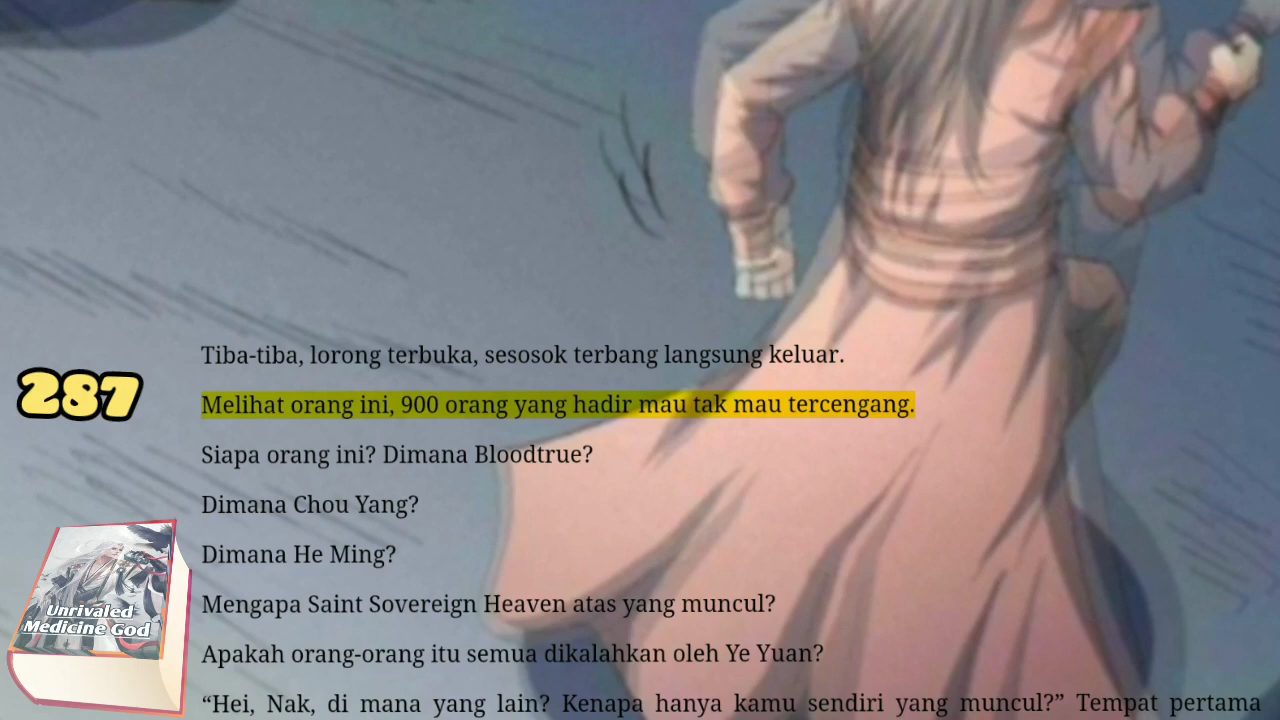 Tiba-tiba, lorong terbuka, sesosok terbang langsung keluar.
287
Melihat orang ini, 900 orang yang hadir mau tak mau tercengang.
Siapa orang ini? Dimana Bloodtrue?
Dimana Chou Yang?
Dimana He Ming?
Mengapa Saint Sovereign Heaven atas yang muncul?
Unrivaled
Medicine God
Apakah orang-orang itu semua dikalahkan oleh Ye Yuan?
“Hei, Nak, di mana yang lain? Kenapa hanya kamu sendiri yang muncul?” Tempat pertama